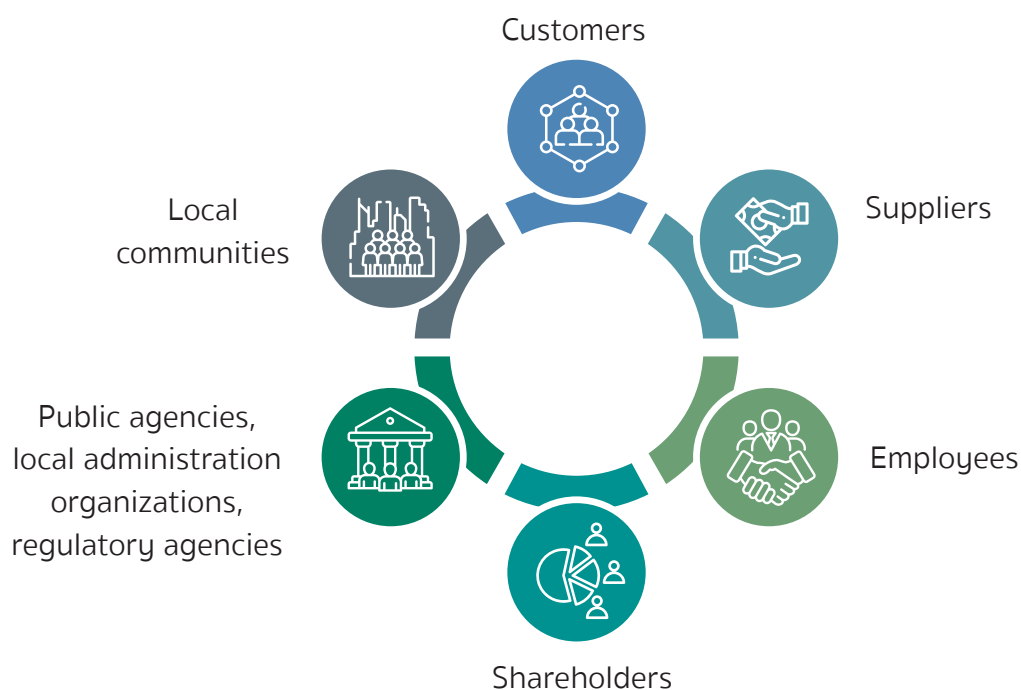 Customers
Suppliers
Employees
Shareholders
Public agencies,
local administration
organizations,
regulatory agencies
Local
communities